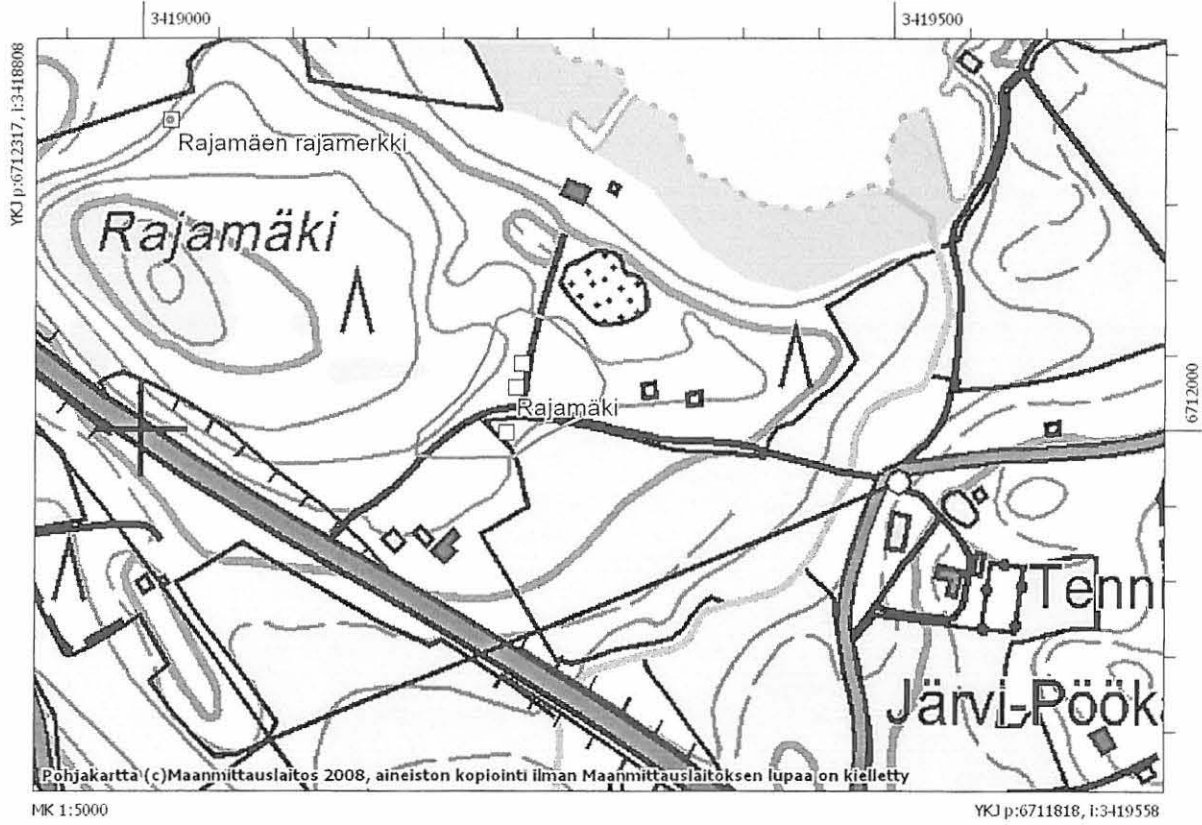 3419000
3419500
YKJ p:6712317, i:3418808
Rajamäen rajamerkki
Rajamäki
Rajamäki
6712000
Tenni
Järvi-Pöök
Pohjakartta (c)Maanmittauslaitos 2008, aineiston kopiointi ilman Maanmittauslaitoksen lupaa on kielletty
MK 1:5000
YKJ p:6711818, i:3419558